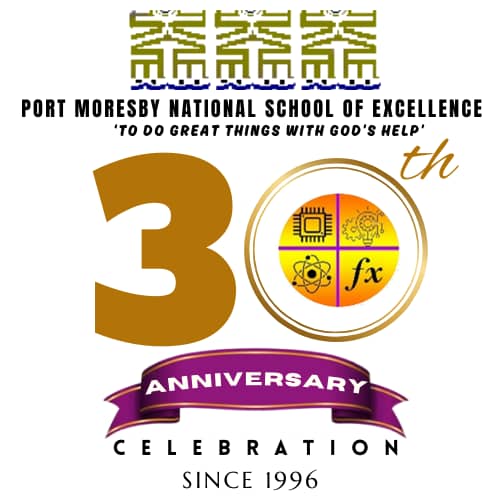 PORT MORESBY NATIONAL SCHOOL OF EXCELLENCE
'TO DO GREAT THINGS WITH GOD'S HELP'
30th
fx
ANNIVERSARY
CELEBRATION
SINCE 1996